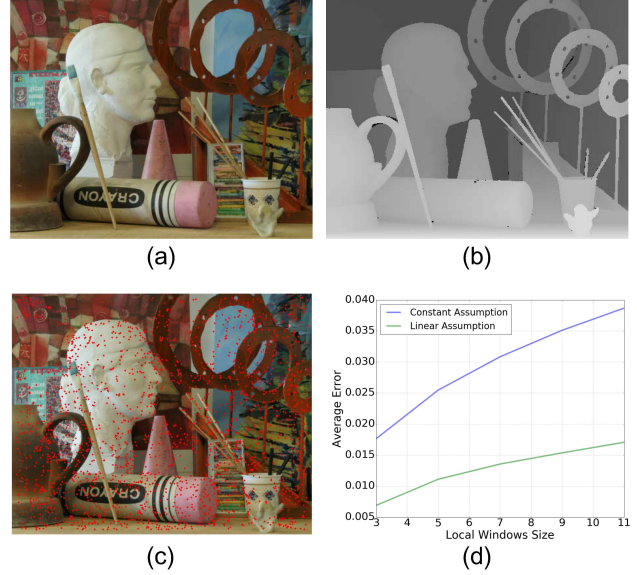 CRAYON
(a)
(b)
CRAYON
(c)
0.040
0.035
0.030
0.025
0.020
0.015
0.010
0.005
Average Error
Constant Assumption
Linear Assumption
3 4 5 6 7 8 9 10 11
Local Windows Size
(d)